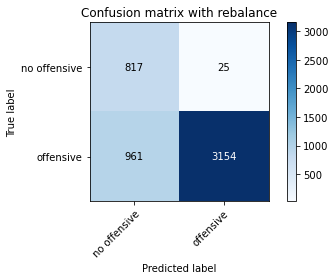 Confusion matrix with rebalance
True label
no offensive
817
25
offensive
961
3154
no offensive
offensive
Predicted label
3000
2500
2000
1500
1000
500